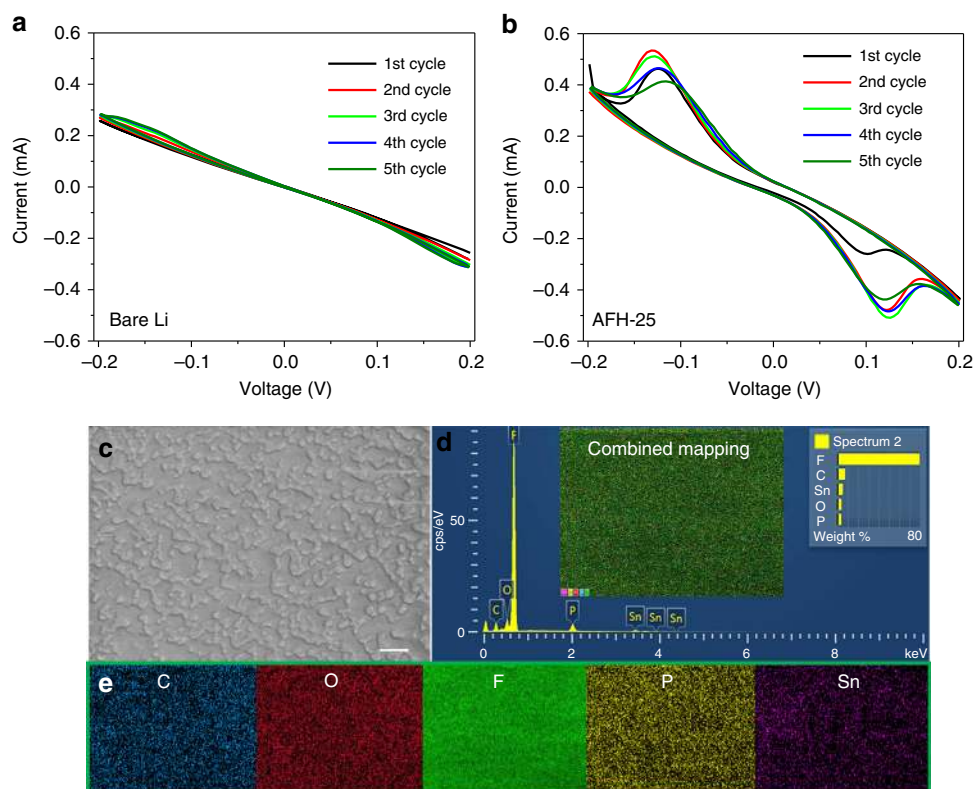 a
0.6
0.4
0.2
0.0
–0.2
–0.4
–0.6
Current (mA)
1st cycle
2nd cycle
3rd cycle
4th cycle
5th cycle
Bare Li
–0.2
–0.1
0.0
0.1
0.2
Voltage (V)
b
0.6
0.4
0.2
0.0
–0.2
–0.4
–0.6
Current (mA)
1st cycle
2nd cycle
3rd cycle
4th cycle
5th cycle
AFH-25
–0.2
–0.1
0.0
0.1
0.2
Voltage (V)
c
d
F
Combined mapping
Spectrum 2
F
C
Sn
O
P
Weight %
80
cps/eV
50
0
C
O
P
Sn
Sn
Sn
0
2
4
6
8
keV
e
C
O
F
P
Sn